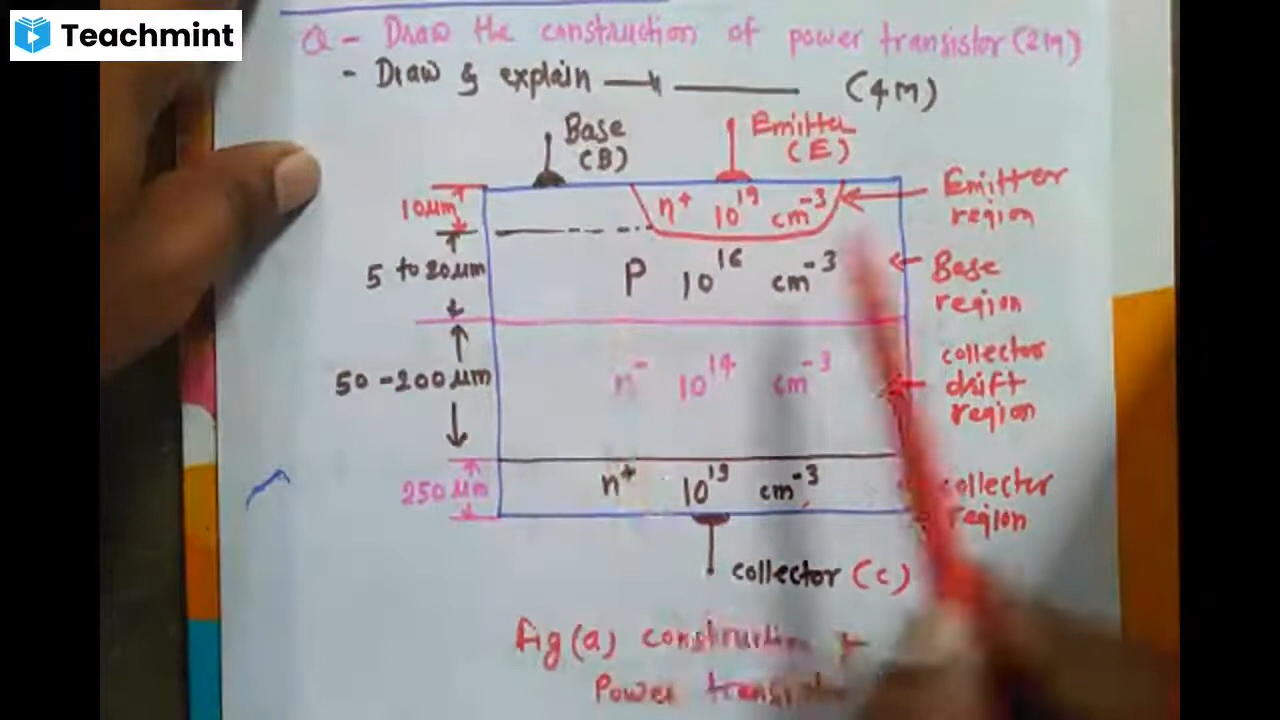 Teachmint
Q - Draw the construction of power transistor (2M)
- Draw & explain —"— (4M)
Base
(B)
Emitter
(E)
10µm
n+ 10^19 cm^-3
Emitter
region
5 to 20µm
P 10^16 cm^-3
Base
region
50-200µm
n- 10^14 cm^-3
collector
drift
region
250µm
n+ 10^19 cm^-3
collector
region
collector (C)
Fig (a) construction
Power